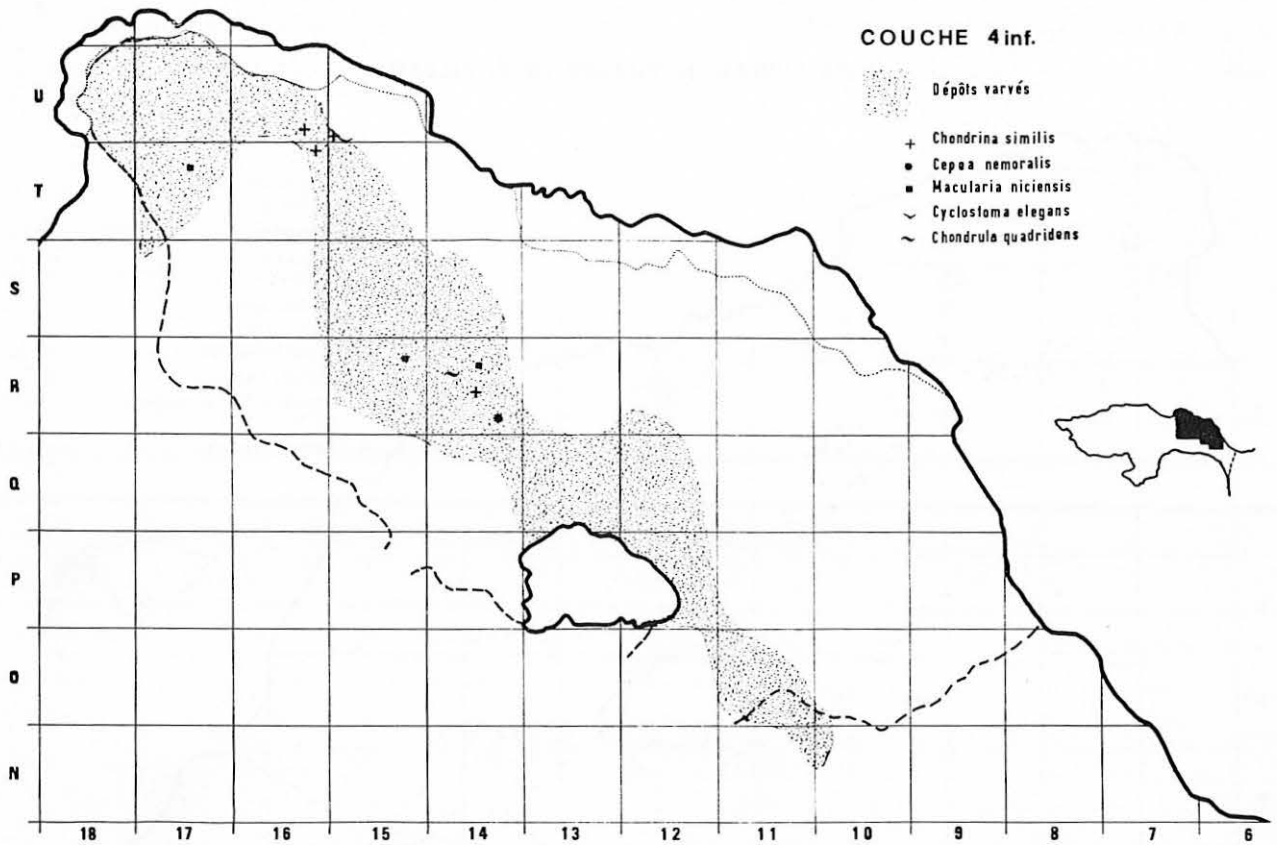 COUCHE 4 inf.
Dépôts varvés
+ Chondrina similis
Cepaa nemoralis
Macularia niciensis
Cyclostoma elegans
Chondrula quadridens
U
T
S
R
Q
P
O
N
18 17 16 15 14 13 12 11 10 9 8 7 6